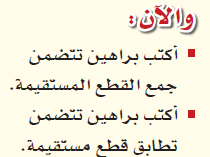 والآن:
▪ أكتب براهين تتضمن
جمع القطع المستقيمة.
▪ أكتب براهين تتضمن
تطابق قطع مستقيمة.